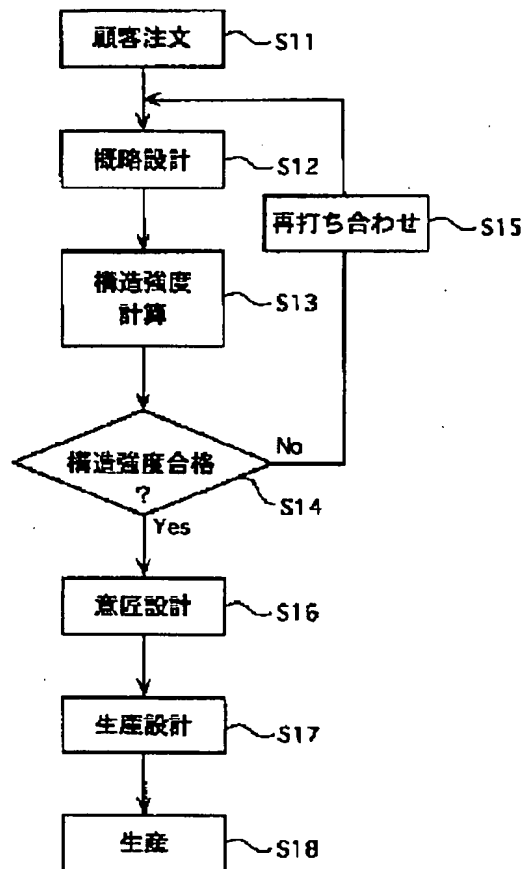 顧客注文
S11
概略設計
S12
再打ち合わせ
S15
構造強度
計算
S13
No
構造強度合格
?
S14
Yes
意匠設計
S16
生産設計
S17
生産
S18